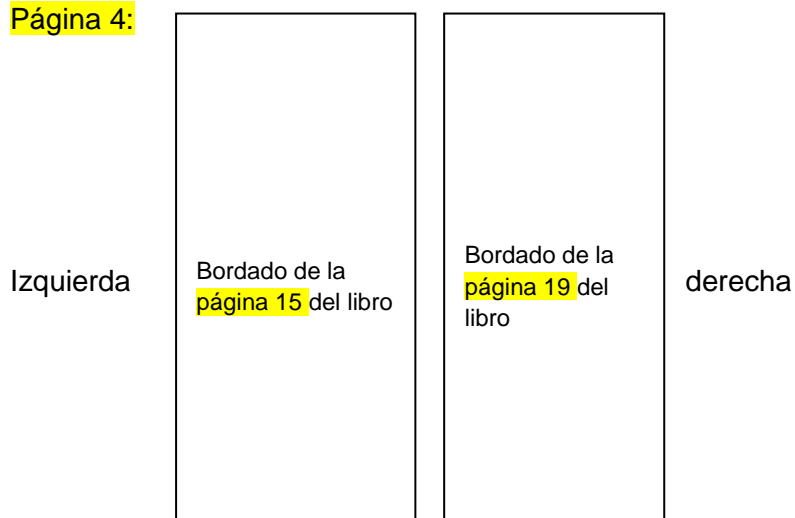 Página 4:
Izquierda
Bordado de la
página 15 del libro
Bordado de la
página 19 del
libro
derecha